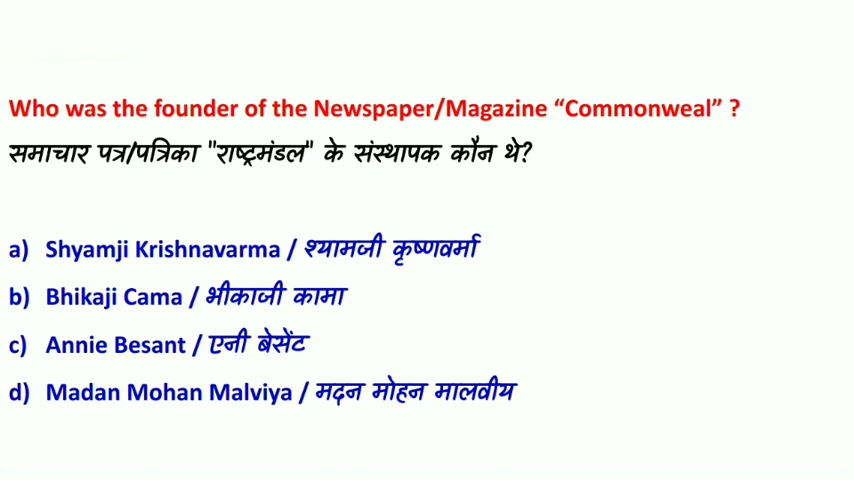 Who was the founder of the Newspaper/Magazine “Commonweal” ?
समाचार पत्र/पत्रिका "राष्ट्रमंडल" के संस्थापक कौन थे?
a) Shyamji Krishnavarma / श्यामजी कृष्णवर्मा
b) Bhikaji Cama / भीकाजी कामा
c) Annie Besant / एनी बेसेंट
d) Madan Mohan Malviya / मदन मोहन मालवीय